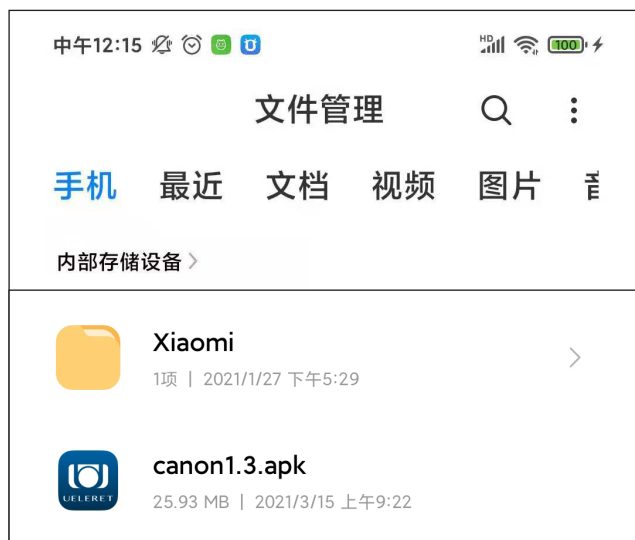 中午12:15 HD 100
文件管理
手机 最近 文档 视频 图片
内部存储设备
Xiaomi
1项 | 2021/1/27 下午5:29
canon1.3.apk
UELERET
25.93 MB | 2021/3/15 上午9:22